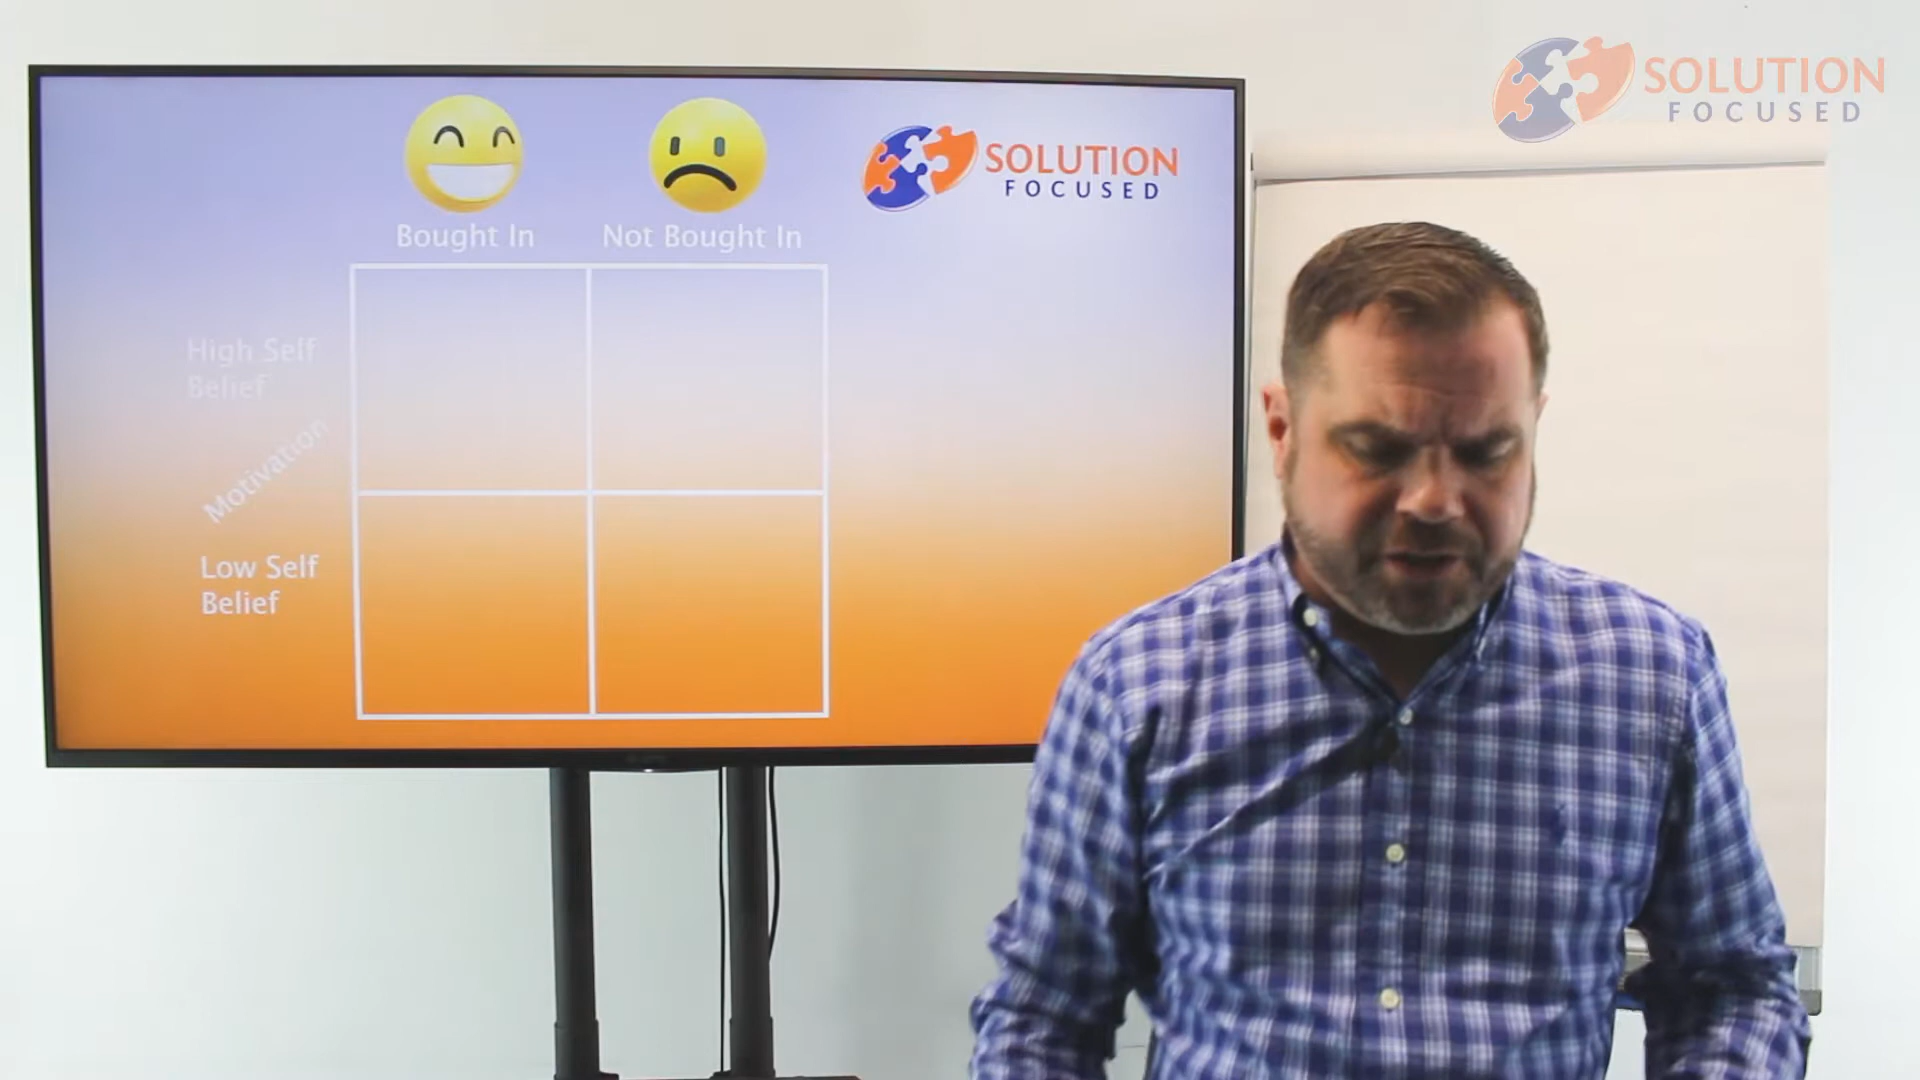 SOLUTION
FOCUSED
SOLUTION
FOCUSED
Bought In
Not Bought In
High Self
Belief
Motivation
Low Self
Belief